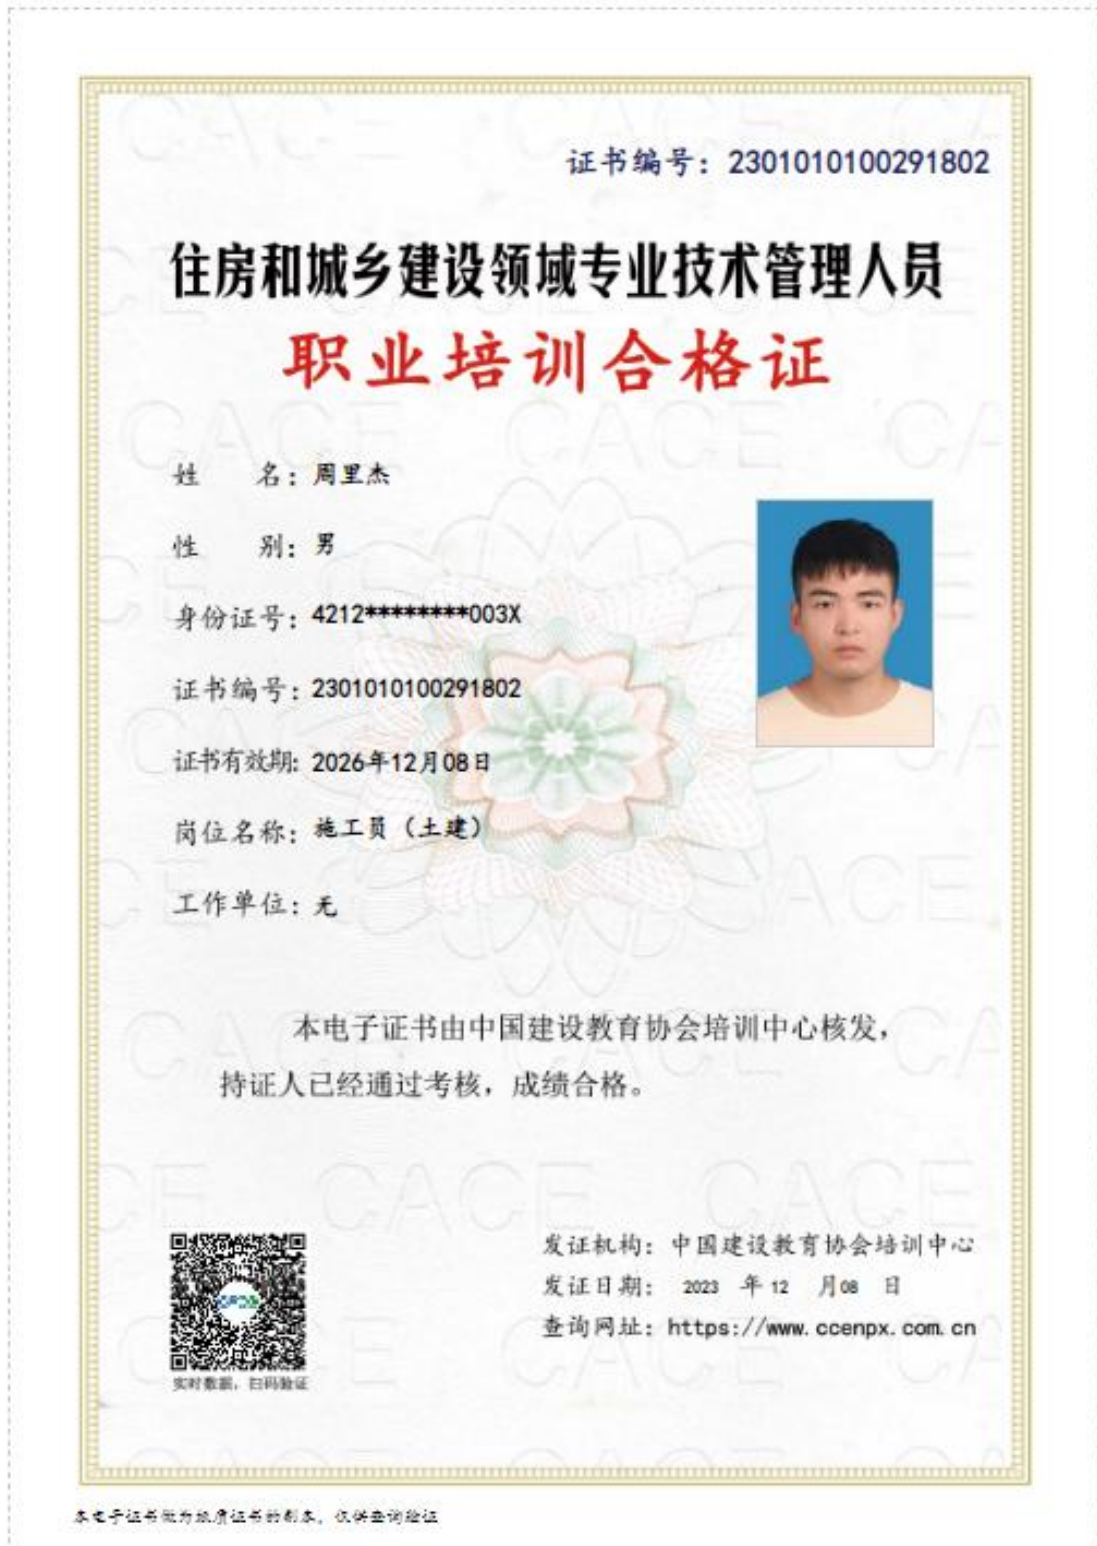 证书编号：2301010100291802
住房和城乡建设领域专业技术管理人员
职业培训合格证
姓 名：周里杰
性 别：男
身份证号：4212********003X
证书编号：2301010100291802
证书有效期：2026年12月08日
岗位名称：施工员（土建）
工作单位：无
本电子证书由中国建设教育协会培训中心核发，
持证人已经通过考核，成绩合格。
发证机构：中国建设教育协会培训中心
发证日期： 2023 年 12 月 08 日
查询网址：https://www.ccenpx.com.cn
实时数据，扫码验证
本电子证书做为纸质证书的副本，仅供查询验证